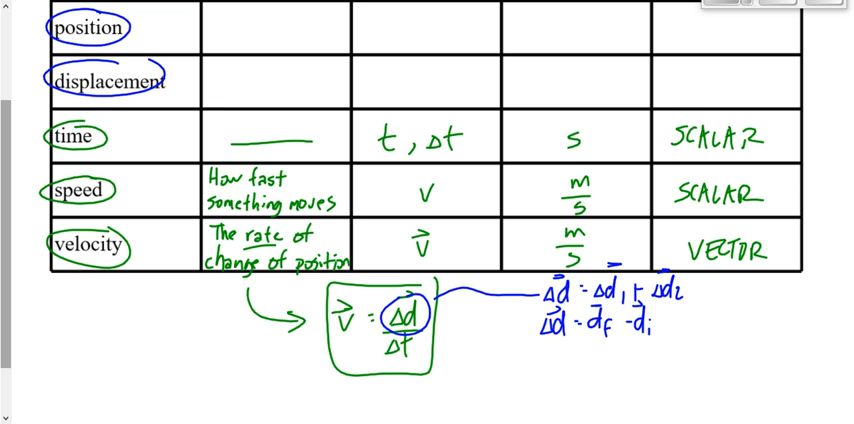 position
displacement
time t, Δt s SCALAR
speed How fast something moves v m/s SCALAR
velocity The rate of change of position v⃗ m/s VECTOR
v⃗ = Δd⃗/Δt
Δd⃗ = Δd⃗₁ + Δd⃗₂
Δd⃗ = d⃗f - d⃗i